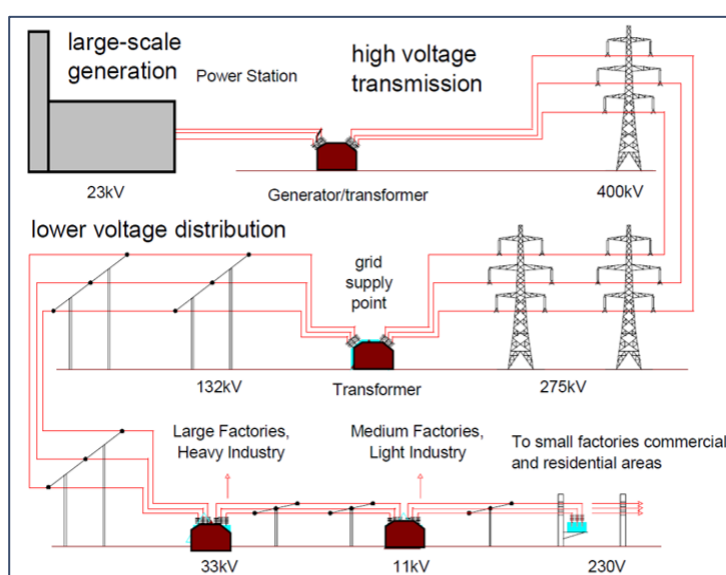 large-scale
generation
Power Station
high voltage
transmission
23kV
Generator/transformer
400kV
lower voltage distribution
grid
supply
point
132kV
Transformer
275kV
Large Factories,
Heavy Industry
Medium Factories,
Light Industry
To small factories commercial
and residential areas
33kV
11kV
230V